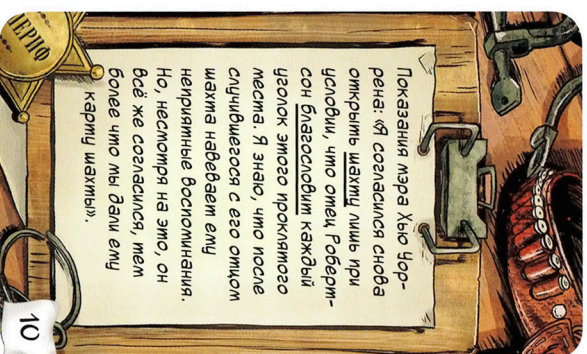 Показания мэра Хью Уор-
рена: «Я согласился снова
открыть шахту лишь при
условии, что отец Роберт-
сон благословит каждый
уголок этого проклятого
места. Я знаю, что после
случившегося с его отцом
шахта навевает ему
неприятные воспоминания.
Но, несмотря на это, он
всё же согласился, тем
более что мы дали ему
карту шахты».
ШЕРИФ
10